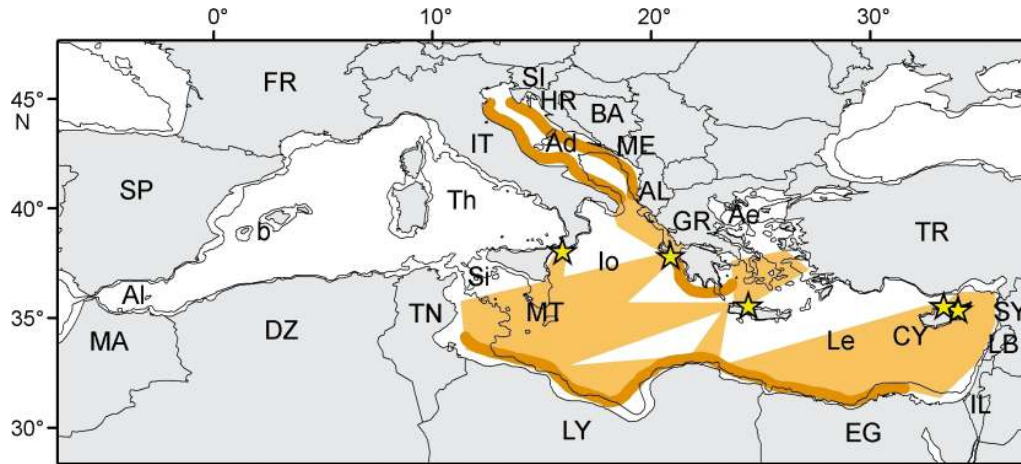 0° 10° 20° 30°
45°
N
40°
35°
30°
FR
SI
HR
BA
IT
Ad
ME
SP
Th
AL
GR
Ae
TR
b
Io
Al
Si
TN
MT
MA
DZ
Le
CY
SY
LB
IL
LY
EG